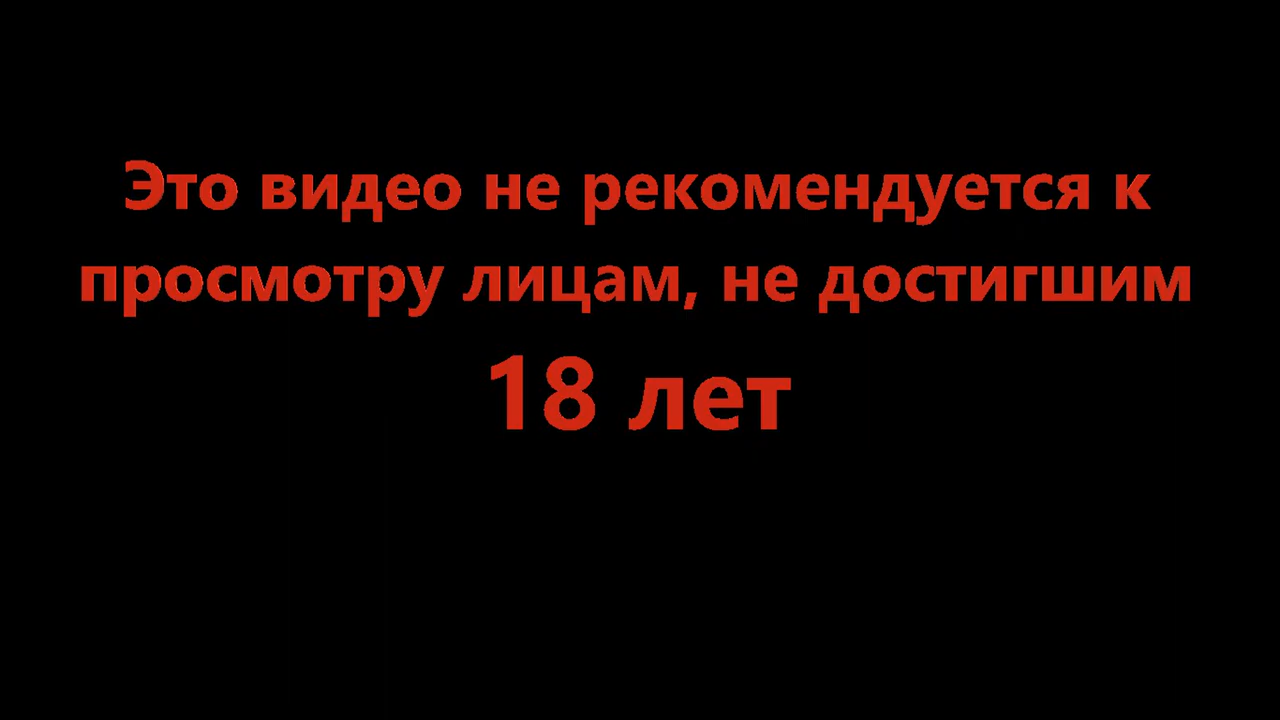 Это видео не рекомендуется к
просмотру лицам, не достигшим
18 лет